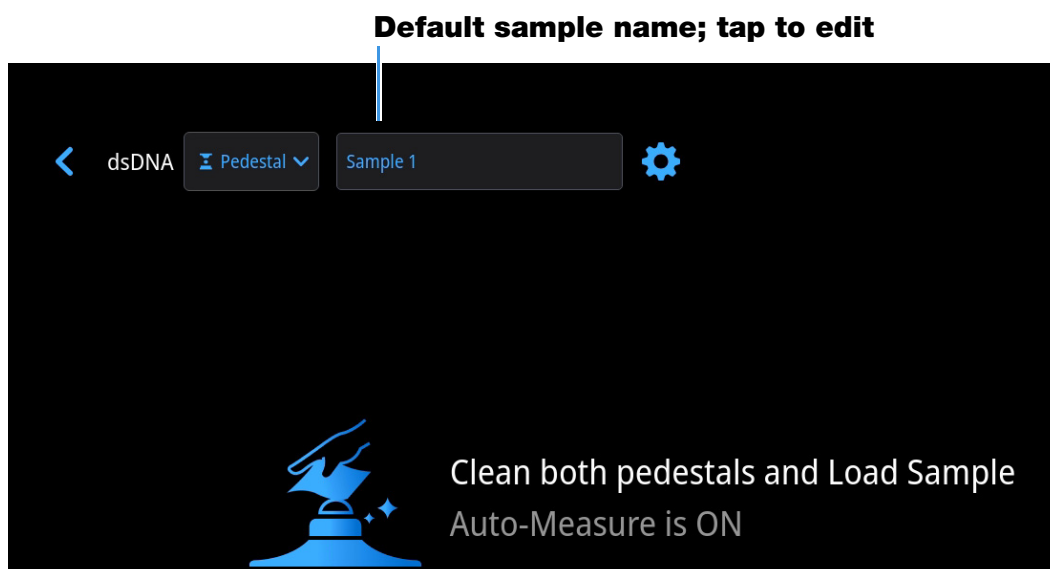 Default sample name; tap to edit
dsDNA Pedestal Sample 1
Clean both pedestals and Load Sample
Auto-Measure is ON